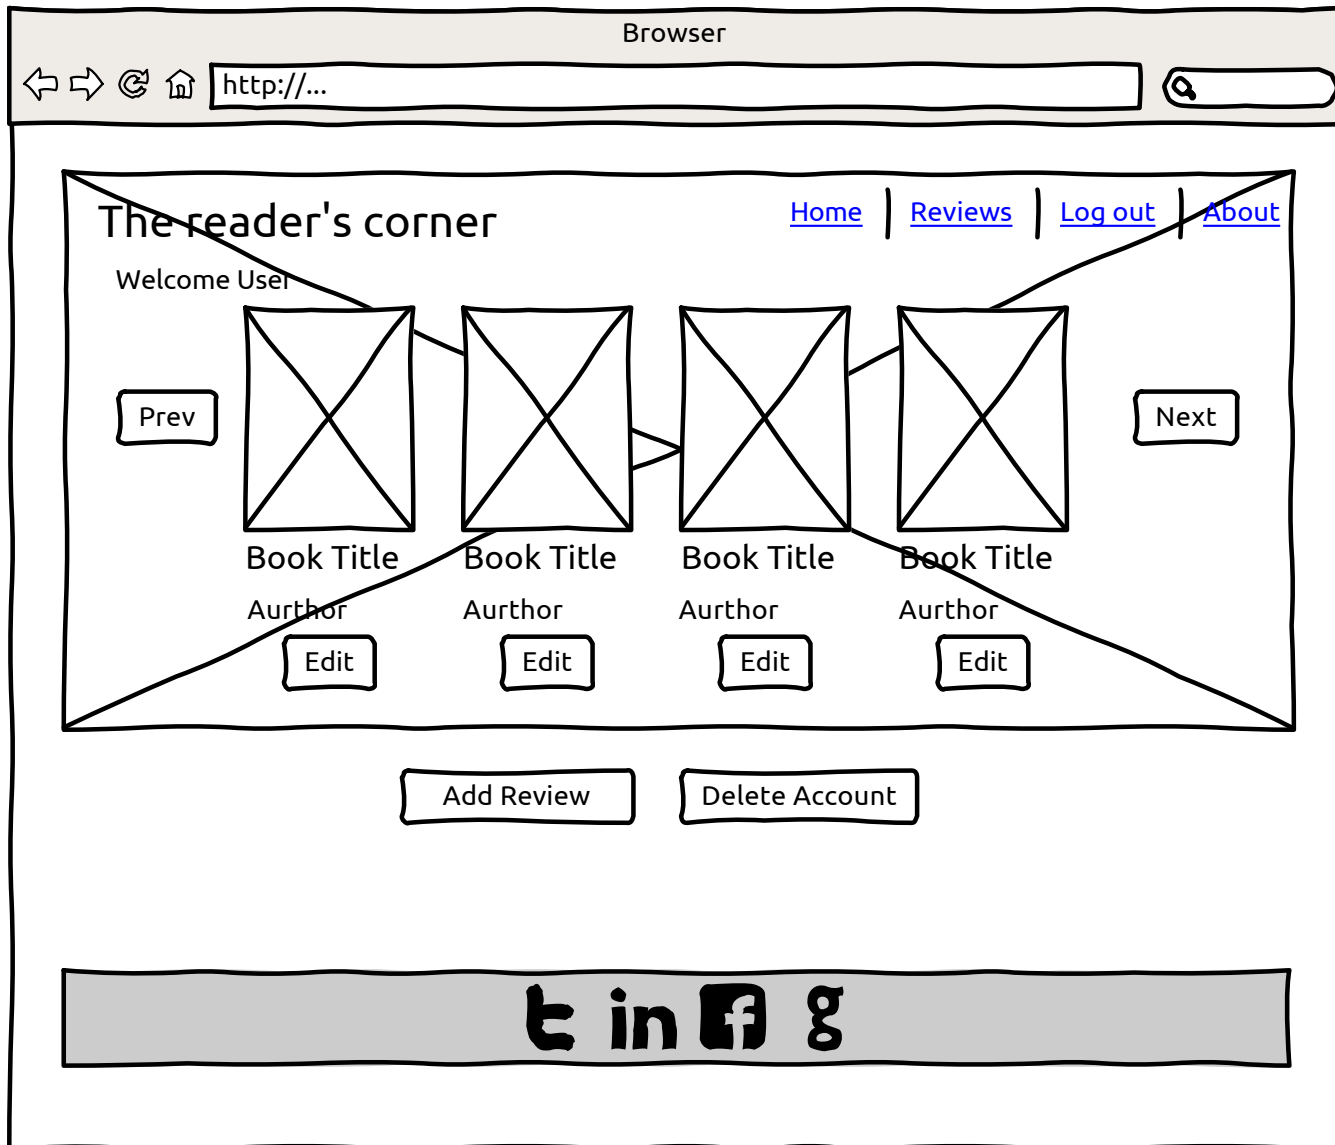 Browser
http://...
The reader's corner
Home Reviews Log out About
Welcome User
Prev
Next
Book Title Book Title Book Title Book Title
Aurthor Aurthor Aurthor Aurthor
Edit Edit Edit Edit
Add Review Delete Account
t in f g